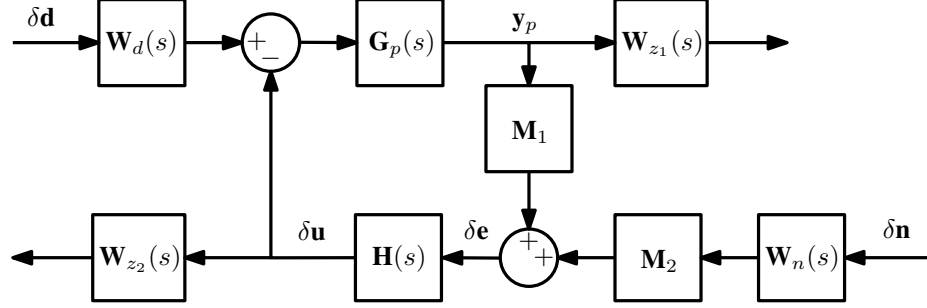 δd
W_d(s)
+
−
G_p(s)
y_p
W_{z_1}(s)
M_1
W_{z_2}(s)
δu
H(s)
δe
+
+
M_2
W_n(s)
δn